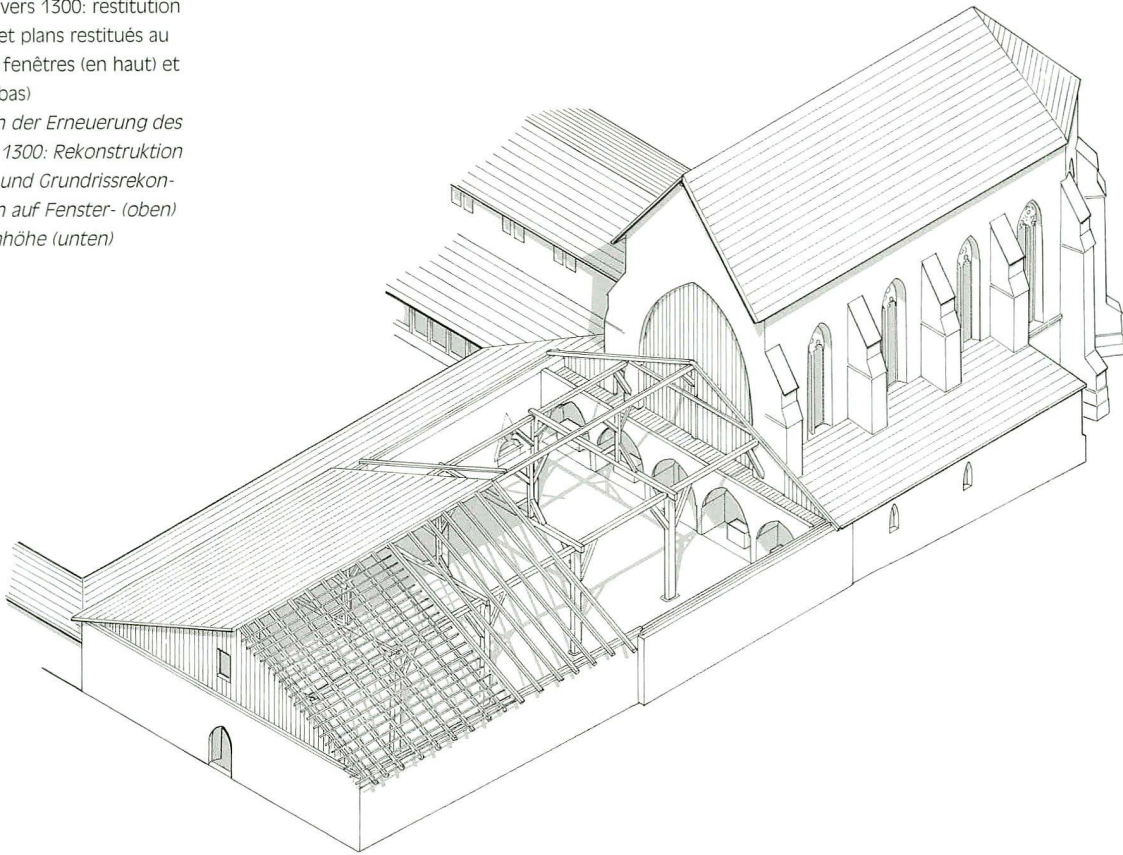 vers 1300: restitution
et plans restitués au
fenêtres (en haut) et
bas)
n der Erneuerung des
1300: Rekonstruktion
und Grundrissrekon-
n auf Fenster- (oben)
nhöhe (unten)